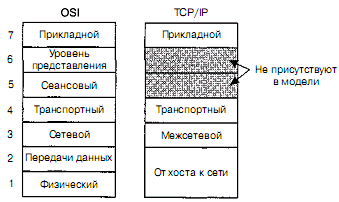 OSI
TCP/IP
7
Прикладной
Прикладной
6
Уровень
представления
Не присутствуют
в модели
5
Сеансовый
4
Транспортный
Транспортный
3
Сетевой
Межсетевой
2
Передачи данных
От хоста к сети
1
Физический